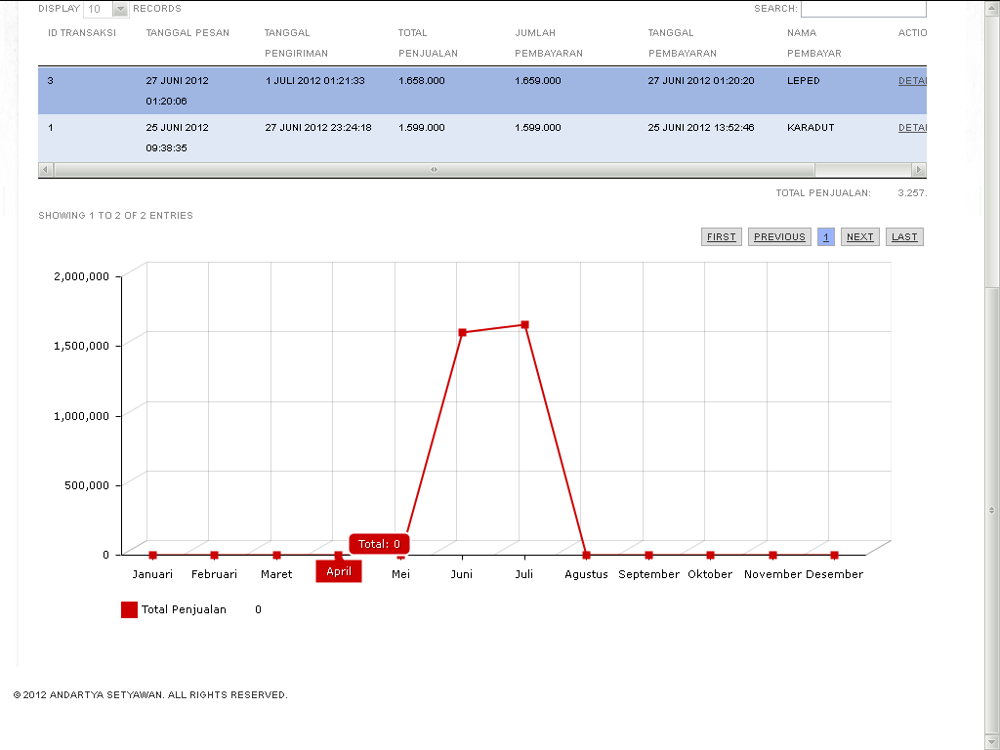 DISPLAY 10 RECORDS SEARCH:
ID TRANSAKSI TANGGAL PESAN TANGGAL PENGIRIMAN TOTAL PENJUALAN JUMLAH PEMBAYARAN TANGGAL PEMBAYARAN NAMA PEMBAYAR ACTIO
3 27 JUNI 2012 1 JULI 2012 01:21:33 1.658.000 1.659.000 27 JUNI 2012 01:20:20 LEPED DETAI
01:20:06
1 25 JUNI 2012 27 JUNI 2012 23:24:18 1.599.000 1.599.000 25 JUNI 2012 13:52:46 KARADUT DETAI
09:38:35
TOTAL PENJUALAN: 3.257.
SHOWING 1 TO 2 OF 2 ENTRIES
FIRST PREVIOUS 1 NEXT LAST
2,000,000
1,500,000
1,000,000
500,000
0
Total: 0
Januari Februari Maret April Mei Juni Juli Agustus September Oktober November Desember
Total Penjualan 0
© 2012 ANDARTYA SETYAWAN. ALL RIGHTS RESERVED.